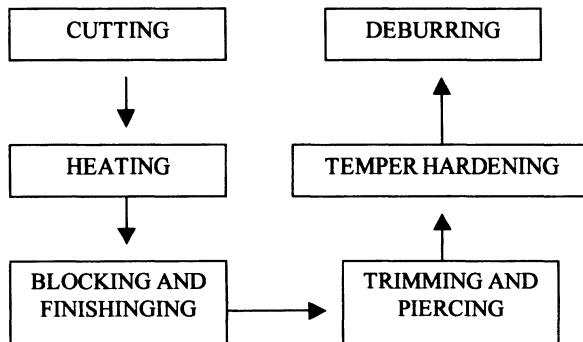 CUTTING
DEBURRING
HEATING
TEMPER HARDENING
BLOCKING AND
FINISHINGING
TRIMMING AND
PIERCING